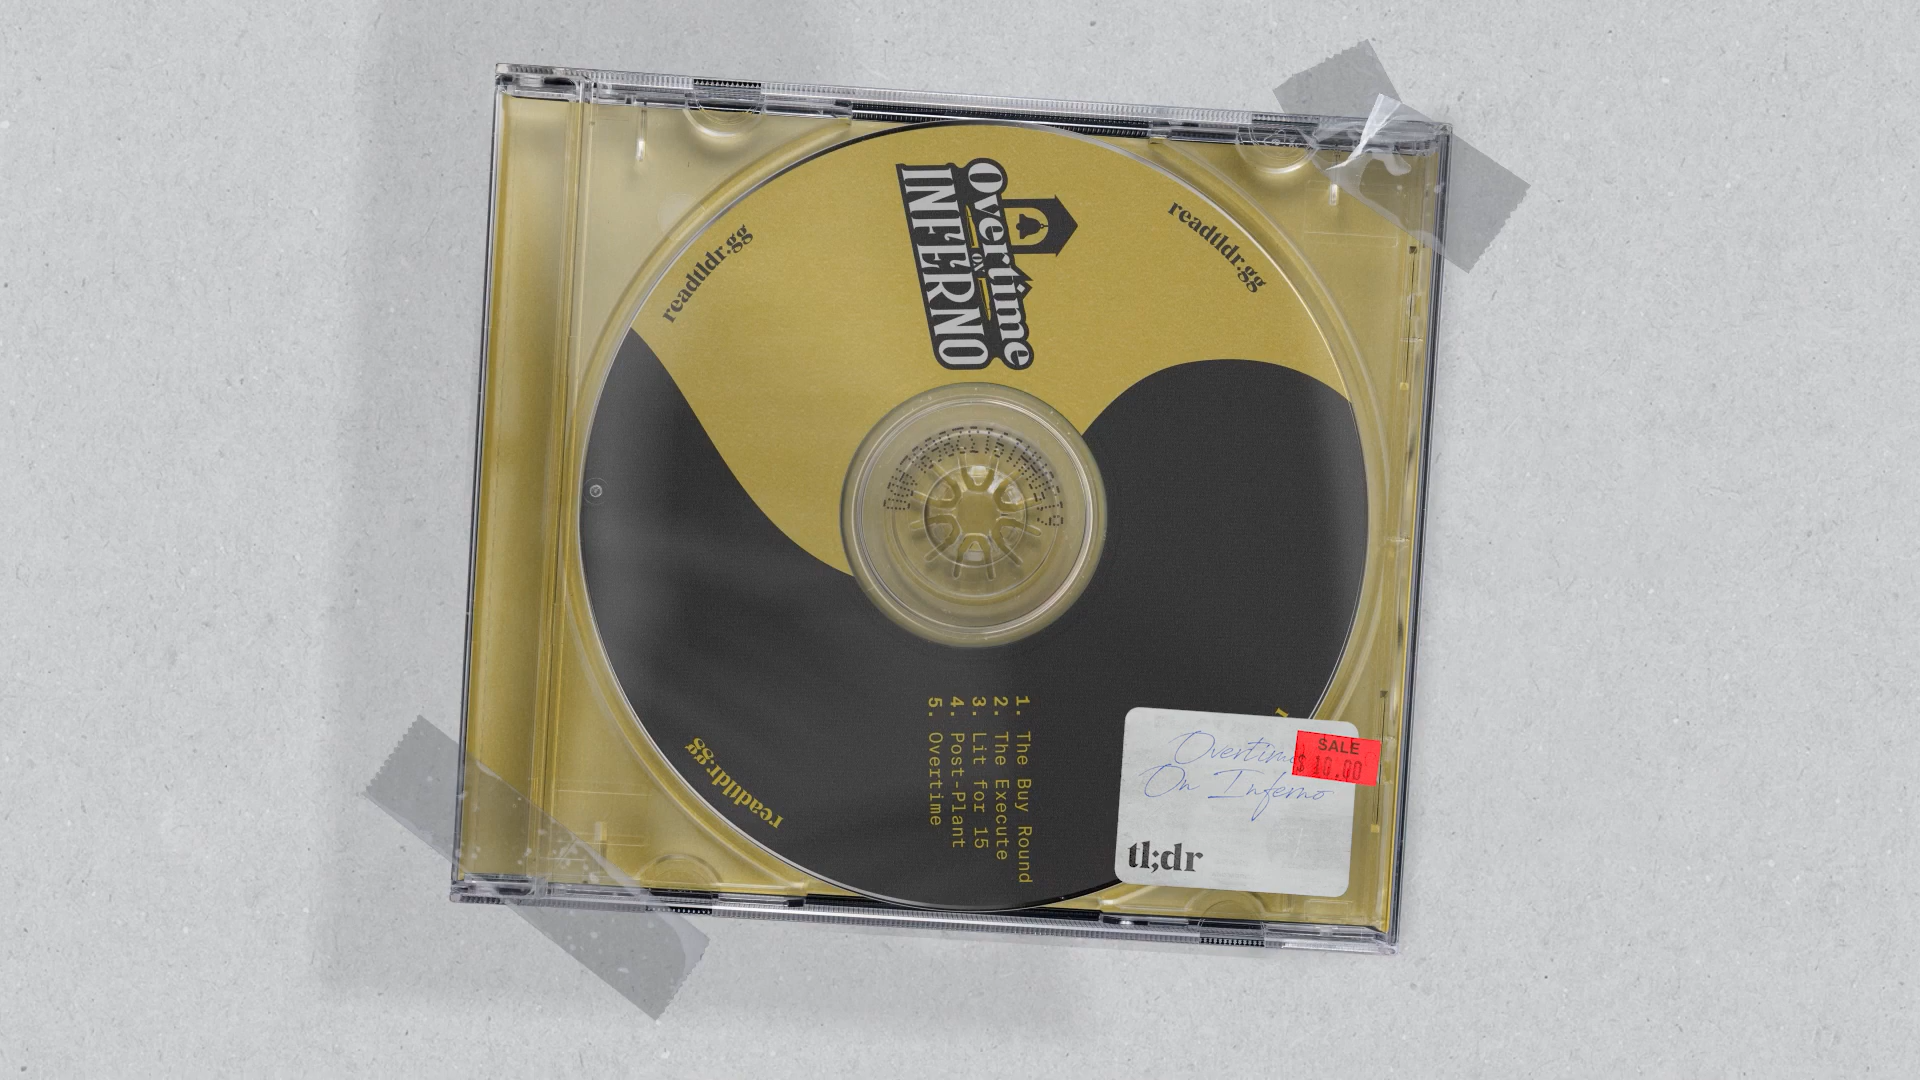 Overtime
ON
INFERNO
readtldr.gg
readtldr.gg
readtldr.gg
1. The Buy Round
2. The Execute
3. Lit for 15
4. Post-Plant
5. Overtime
Overtime
On Inferno
SALE
$ 10.00
tl;dr